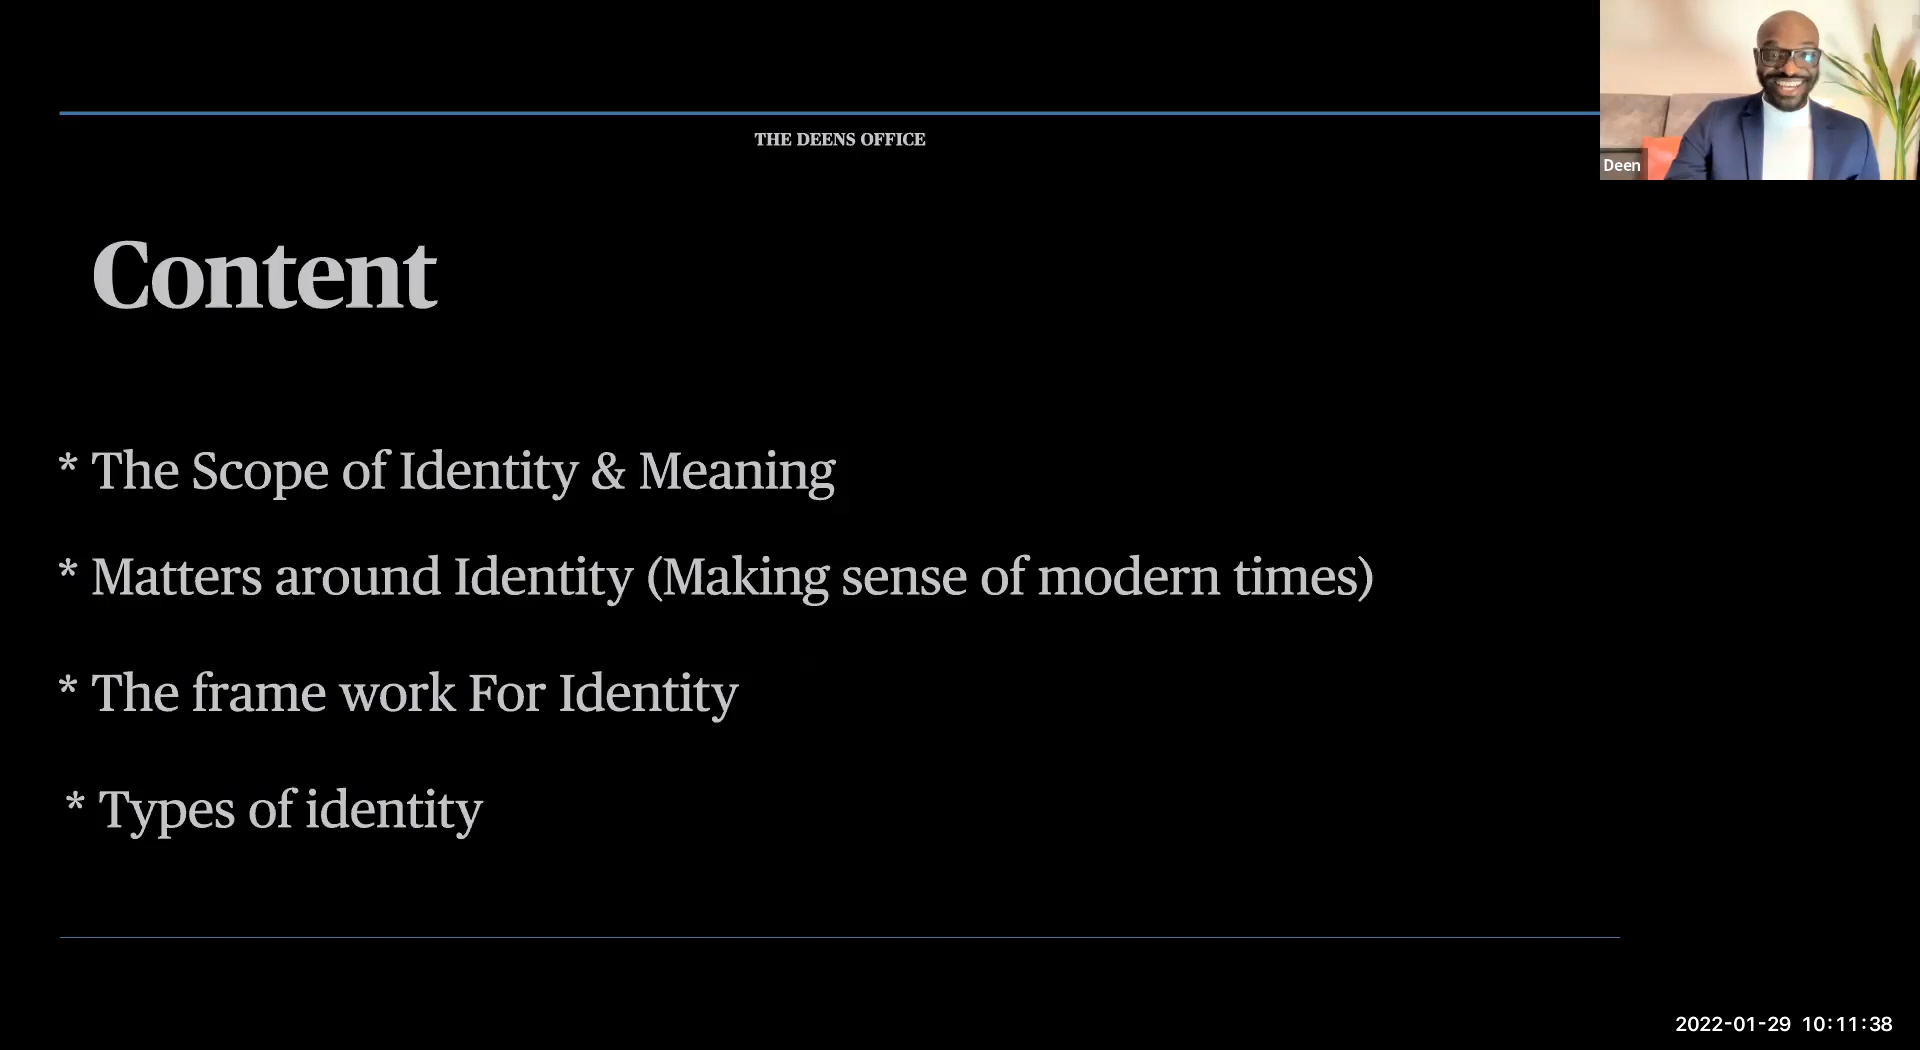 THE DEENS OFFICE
Deen
Content
* The Scope of Identity & Meaning
* Matters around Identity (Making sense of modern times)
* The frame work For Identity
* Types of identity
2022-01-29 10:11:38